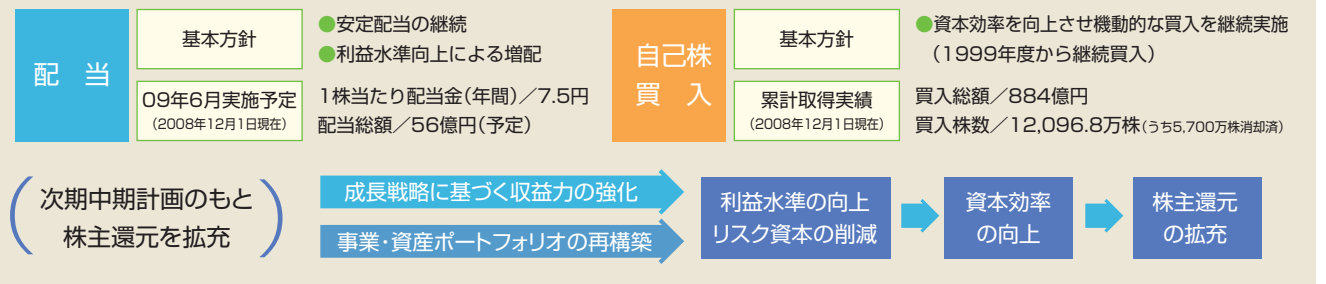 配当
基本方針
●安定配当の継続
●利益水準向上による増配
09年6月実施予定
（2008年12月1日現在）
1株当たり配当金（年間）／7.5円
配当総額／56億円（予定）
自己株
買入
基本方針
●資本効率を向上させ機動的な買入を継続実施
（1999年度から継続買入）
累計取得実績
（2008年12月1日現在）
買入総額／884億円
買入株数／12,096.8万株（うち5,700万株消却済）
次期中期計画のもと
株主還元を拡充
成長戦略に基づく収益力の強化
事業・資産ポートフォリオの再構築
利益水準の向上
リスク資本の削減
資本効率
の向上
株主還元
の拡充